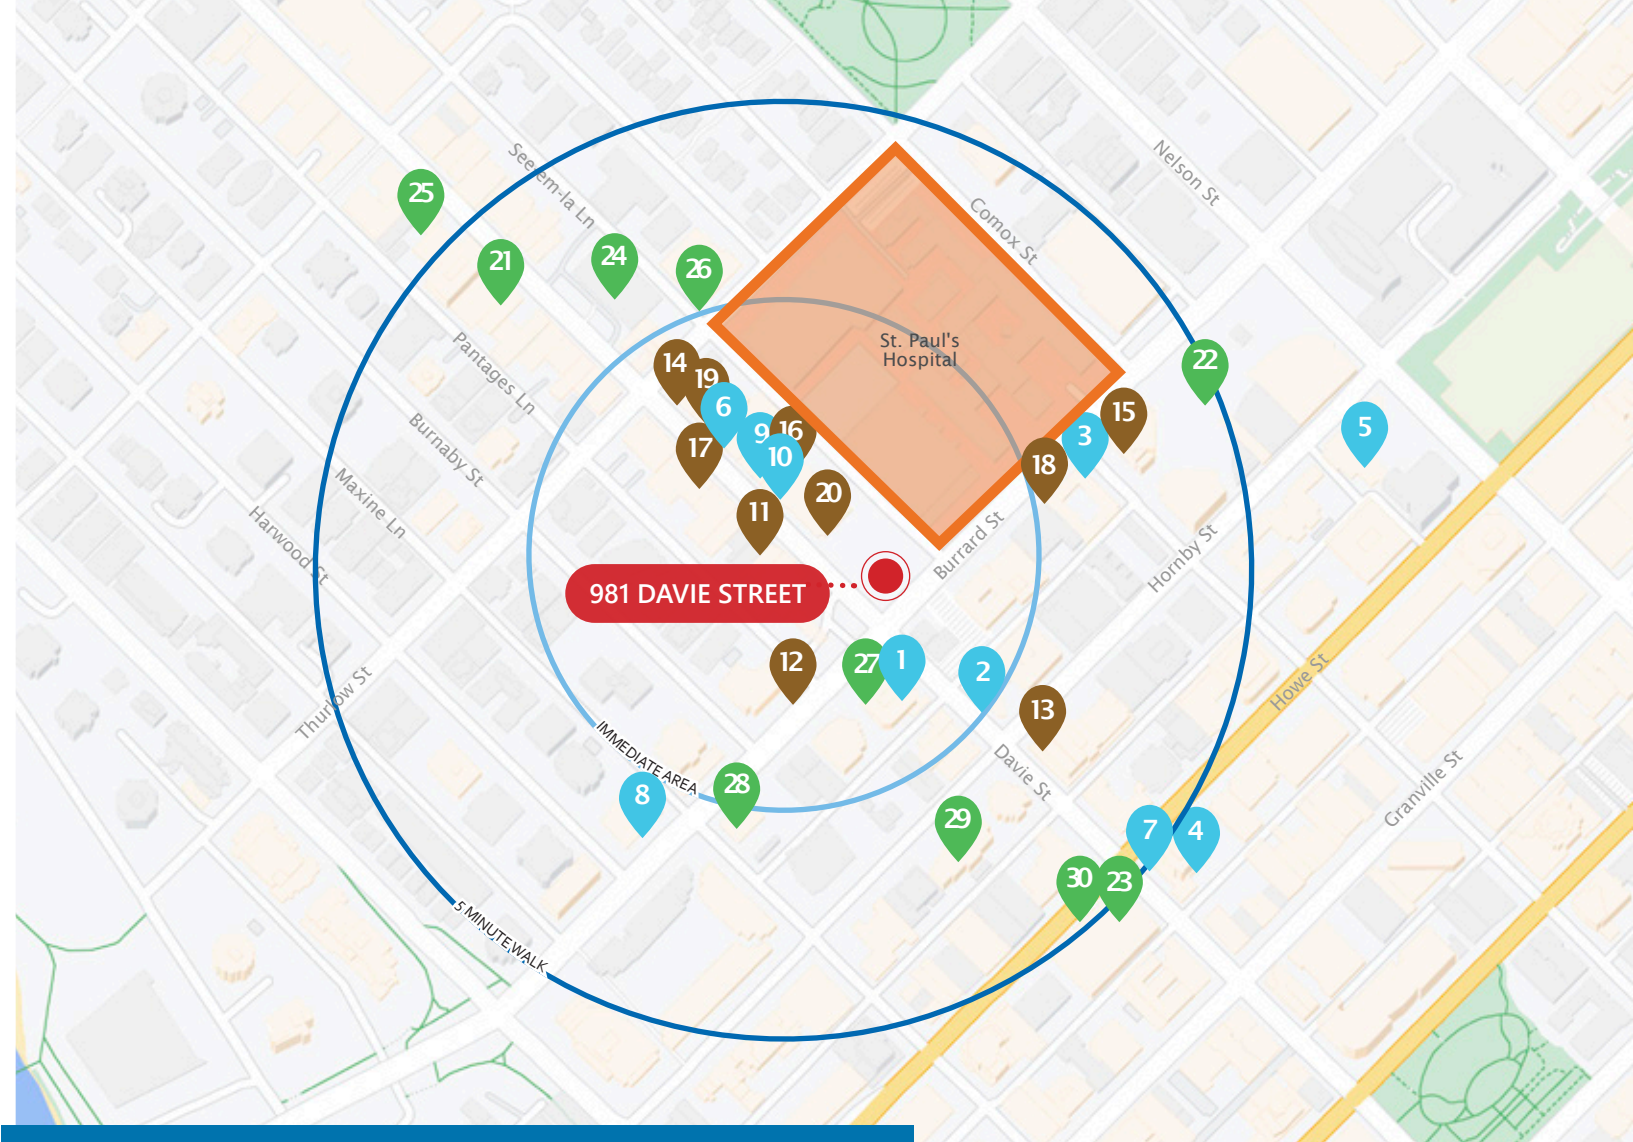 Nelson St
Seelem-la Ln
25
Comox St
24
21
26
St. Paul's
Hospital
22
14
19
Pantages Ln
6
15
5
9
16
3
17
10
18
Burnaby St
20
Maxine Ln
11
Harwood St
Burrard St
Hornby St
981 DAVIE STREET
12
27
1
2
Howe St
Thurlow St
13
IMMEDIATE AREA
Davie St
8
28
Granville St
29
7
4
30
23
5 MINUTE WALK